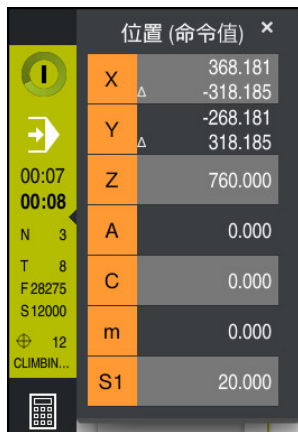 位置 (命令值) ×
X 368.181
Δ -318.185
Y -268.181
Δ 318.185
00:07
00:08
Z 760.000
N 3
A 0.000
T 8
F 28275
C 0.000
S 12000
12
m 0.000
CLIMBIN...
S1 20.000